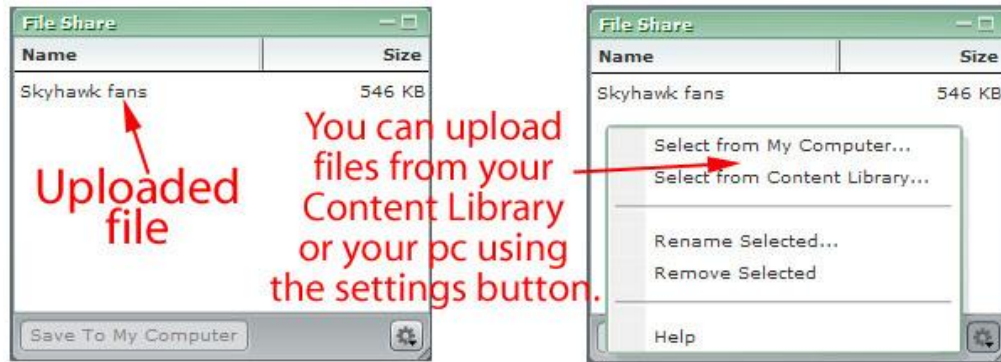 File Share
Name Size
Skyhawk fans 546 KB
Uploaded
file
Save To My Computer
You can upload
files from your
Content Library
or your pc using
the settings button.
File Share
Name Size
Skyhawk fans 546 KB
Select from My Computer...
Select from Content Library...
Rename Selected...
Remove Selected
Help